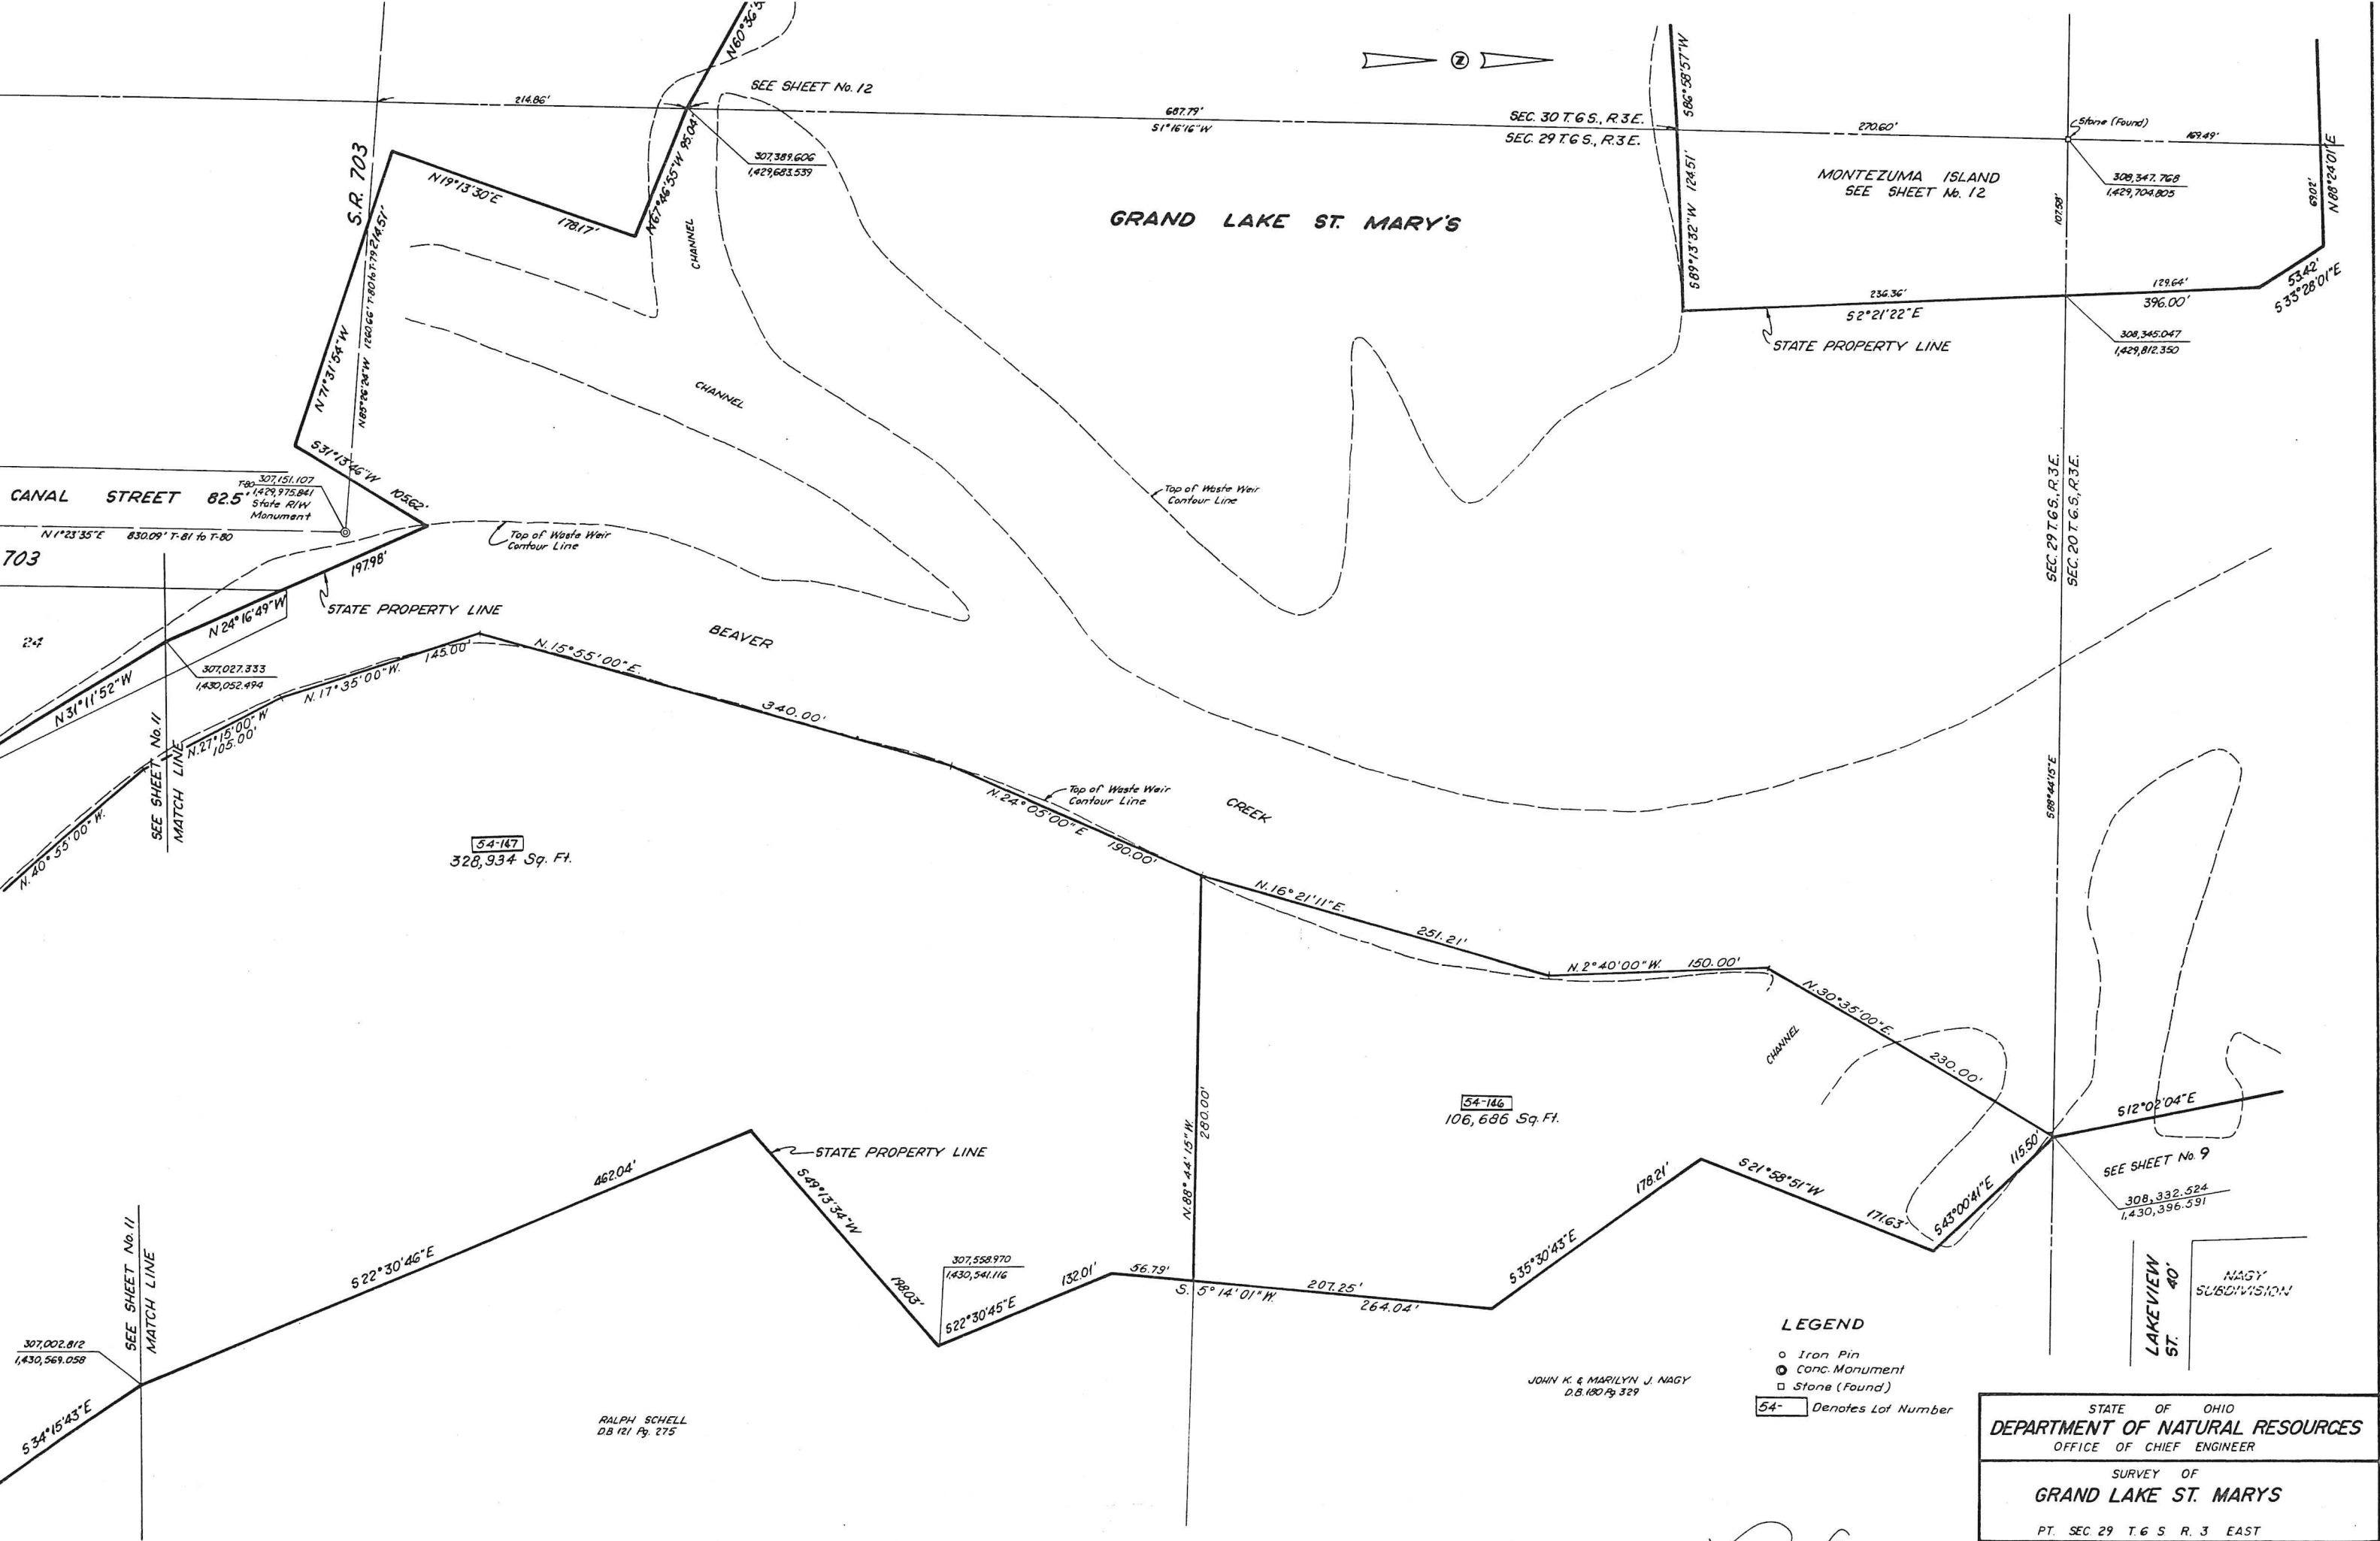 N60°36'5
SEE SHEET No. 12
214.86'
687.79'
S1°16'16"W
SEC. 30 T.6 S., R.3 E.
SEC. 29 T.6 S., R.3 E.
S86°58'57"W
270.60'
Stone (Found)
169.49'
N88°24'01"E
69.02'
S.R. 703
N19°13'30"E
178.17'
N67°46'55"W 95.04'
307,389.606
1,429,683.539
CHANNEL
GRAND LAKE ST. MARY'S
S89°13'32"W 124.51'
MONTEZUMA ISLAND
SEE SHEET No. 12
308,347.768
1,429,704.805
107.58'
53.42'
S33°28'01"E
236.36'
S2°21'22"E
129.64'
396.00'
STATE PROPERTY LINE
308,345.047
1,429,812.350
N71°31'54"W
214.51'
N85°26'24"W 1260.66' T-80 to T-79
S31°13'46"W
105.62'
CHANNEL
CANAL STREET 82.5'
T-80 307,151.107
1,429,975.841
State R/W
Monument
N1°23'35"E 830.09' T-81 to T-80
703
Top of Waste Weir
Contour Line
Top of Waste Weir
Contour Line
197.98'
N24°16'49"W
STATE PROPERTY LINE
24
307,027.333
1,430,052.494
N31°11'52"W
BEAVER
SEC. 29 T.6 S., R.3 E.
SEC. 20 T.6 S., R.3 E.
N.17°35'00"W. 145.00'
N.15°55'00"E.
340.00'
N.27°15'00"W
105.00'
SEE SHEET No. 11
MATCH LINE
N.40°55'00"W.
Top of Waste Weir
Contour Line
CREEK
N.24°05'00"E
190.00'
S88°44'15"E
54-147
328,934 Sq. Ft.
N.16°21'11"E.
251.21'
N.2°40'00"W. 150.00'
N.30°35'00"E.
230.00'
CHANNEL
54-146
106,686 Sq. Ft.
N.88°44'15"W.
280.00'
S12°02'04"E
SEE SHEET No. 9
308,332.524
1,430,396.591
115.50'
S43°00'41"E
S21°58'51"W
171.63'
178.21'
S35°30'43"E
STATE PROPERTY LINE
462.04'
S22°30'46"E
S49°13'34"W
198.03'
307,558.970
1,430,541.116
S22°30'45"E
132.01'
56.79'
S. 5°14'01"W.
207.25'
264.04'
SEE SHEET No. 11
MATCH LINE
307,002.812
1,430,569.058
S34°15'43"E
RALPH SCHELL
D.B. 121 Pg. 275
JOHN K. & MARILYN J. NAGY
D.B. 180 Pg 329
LAKEVIEW
ST. 40'
NAGY
SUBDIVISION
LEGEND
Iron Pin
Conc. Monument
Stone (Found)
54- Denotes Lot Number
STATE OF OHIO
DEPARTMENT OF NATURAL RESOURCES
OFFICE OF CHIEF ENGINEER
SURVEY OF
GRAND LAKE ST. MARYS
PT. SEC. 29 T.6 S R. 3 EAST